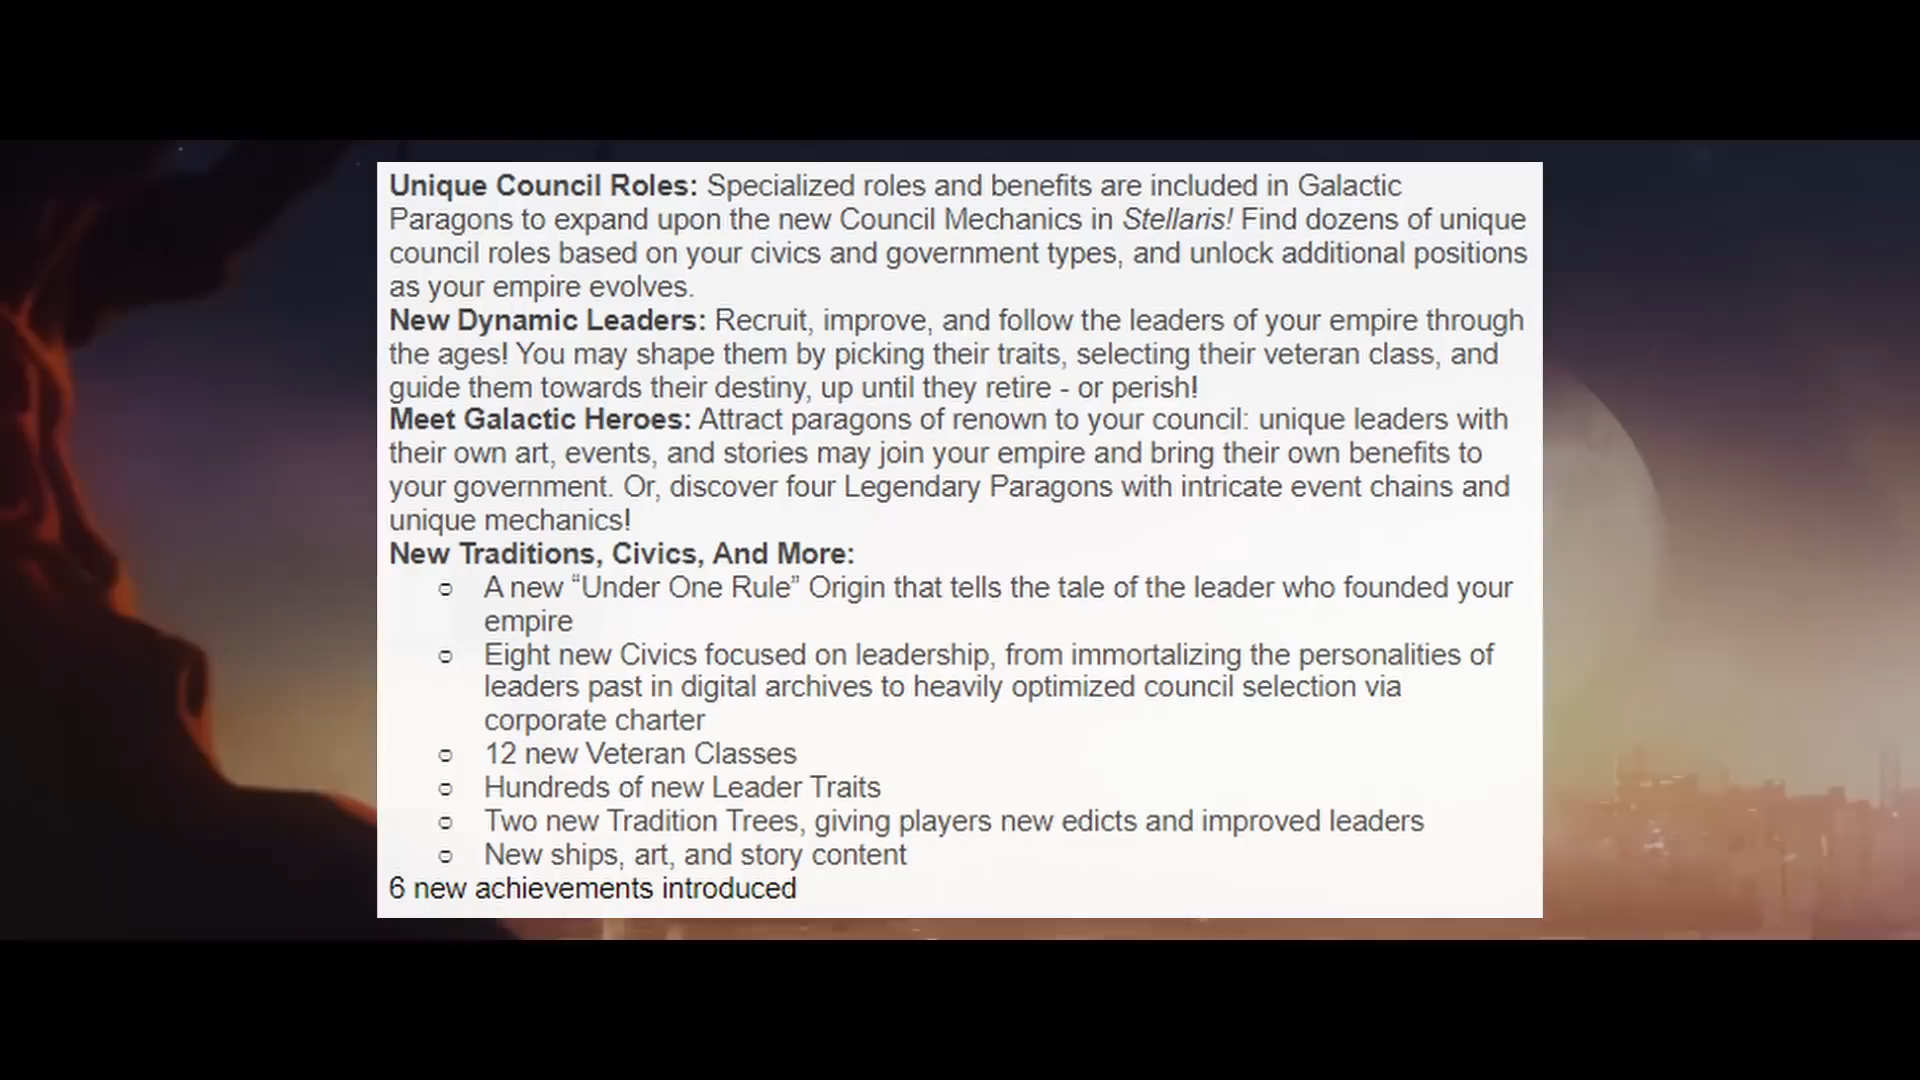 Unique Council Roles: Specialized roles and benefits are included in Galactic
Paragons to expand upon the new Council Mechanics in Stellaris! Find dozens of unique
council roles based on your civics and government types, and unlock additional positions
as your empire evolves.
New Dynamic Leaders: Recruit, improve, and follow the leaders of your empire through
the ages! You may shape them by picking their traits, selecting their veteran class, and
guide them towards their destiny, up until they retire - or perish!
Meet Galactic Heroes: Attract paragons of renown to your council: unique leaders with
their own art, events, and stories may join your empire and bring their own benefits to
your government. Or, discover four Legendary Paragons with intricate event chains and
unique mechanics!
New Traditions, Civics, And More:
A new “Under One Rule” Origin that tells the tale of the leader who founded your
empire
Eight new Civics focused on leadership, from immortalizing the personalities of
leaders past in digital archives to heavily optimized council selection via
corporate charter
12 new Veteran Classes
Hundreds of new Leader Traits
Two new Tradition Trees, giving players new edicts and improved leaders
New ships, art, and story content
6 new achievements introduced